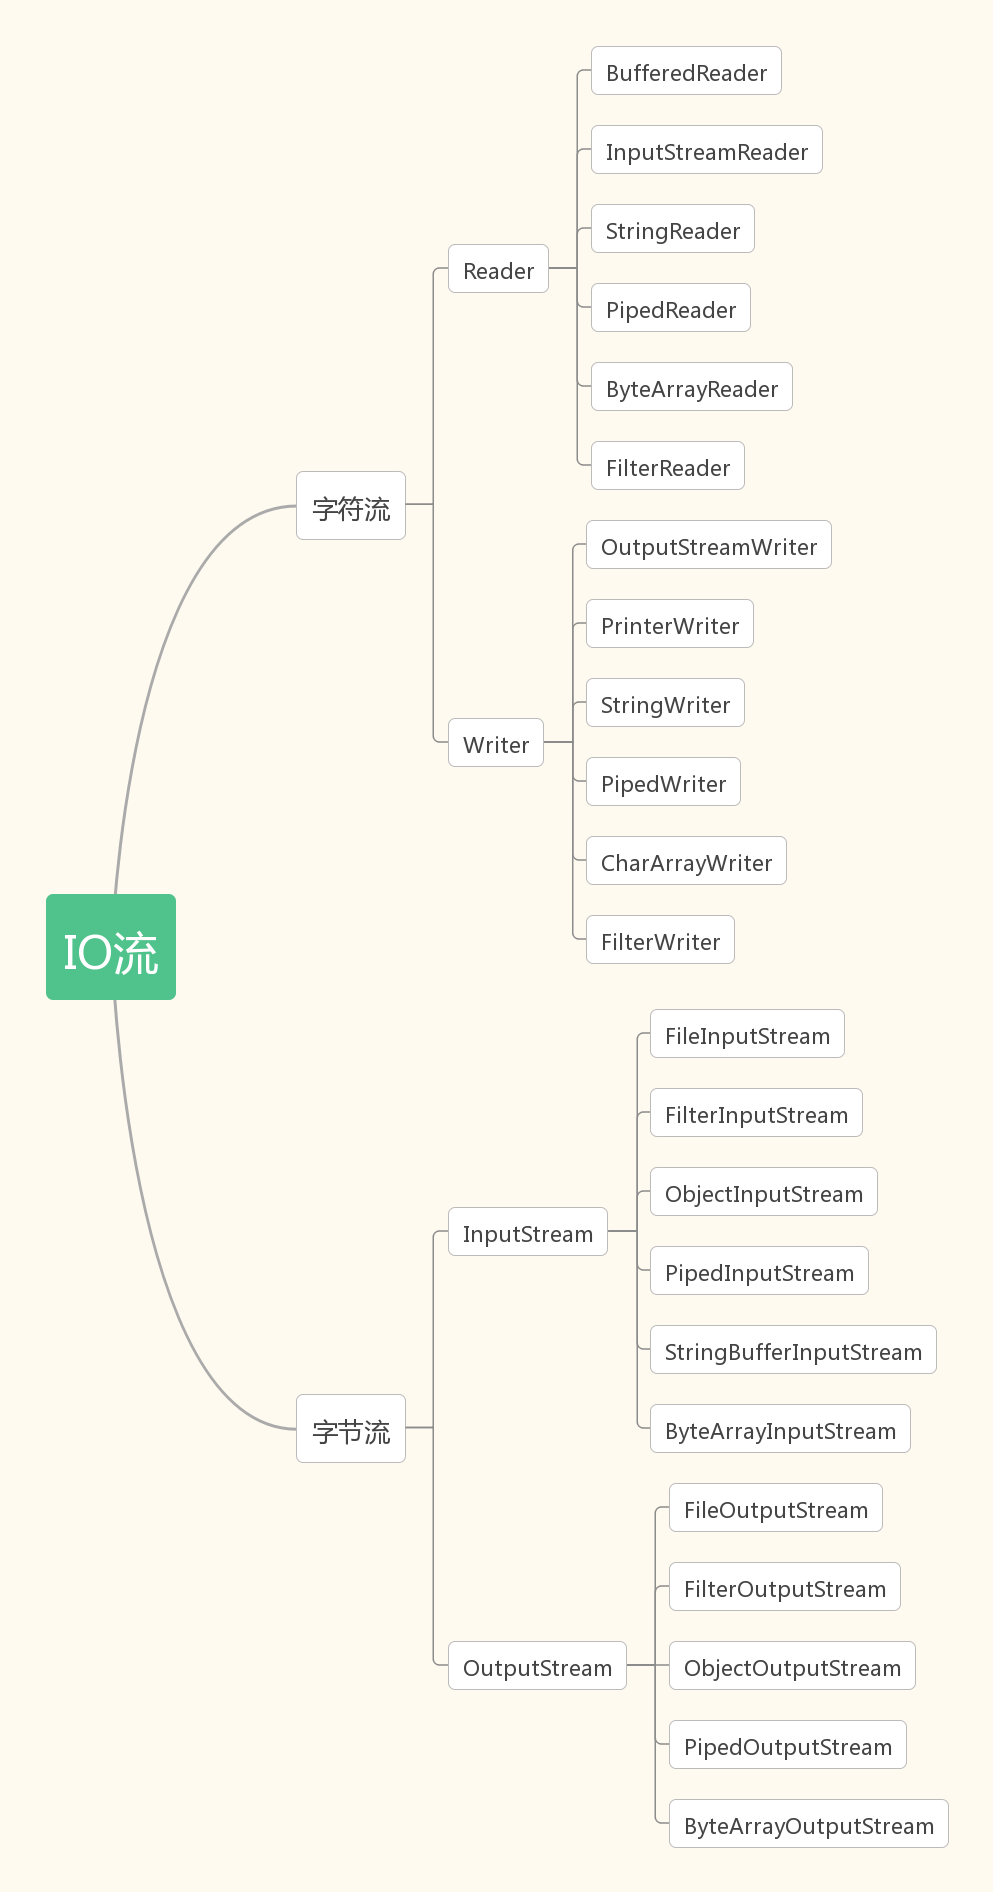 IO流
字符流
Reader
BufferedReader
InputStreamReader
StringReader
PipedReader
ByteArrayReader
FilterReader
Writer
OutputStreamWriter
PrinterWriter
StringWriter
PipedWriter
CharArrayWriter
FilterWriter
字节流
InputStream
FileInputStream
FilterInputStream
ObjectInputStream
PipedInputStream
StringBufferInputStream
ByteArrayInputStream
OutputStream
FileOutputStream
FilterOutputStream
ObjectOutputStream
PipedOutputStream
ByteArrayOutputStream